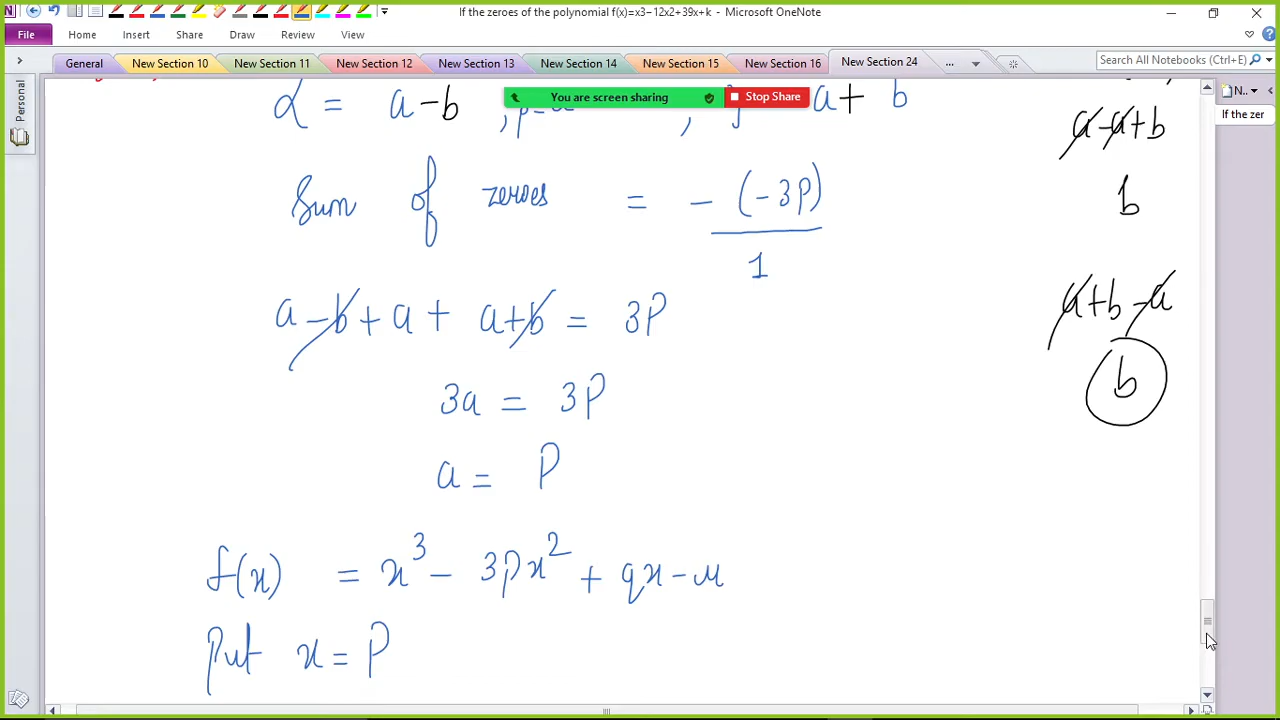 If the zeroes of the polynomial f(x)=x3−12x2+39x+k - Microsoft OneNote
File Home Insert Share Draw Review View
General New Section 10 New Section 11 New Section 12 New Section 13 New Section 14 New Section 15 New Section 16 New Section 24 ... Search All Notebooks (Ctrl+E)
You are screen sharing Stop Share
Personal
N..
If the zer
α = a - b , , a + b
Sum of zeroes = - (-3P) / 1
a - b + a + a + b = 3P
3a = 3P
a = P
f(x) = x³ - 3px² + qx - r
Put x = P
a - a + b
b
a + b - a
b